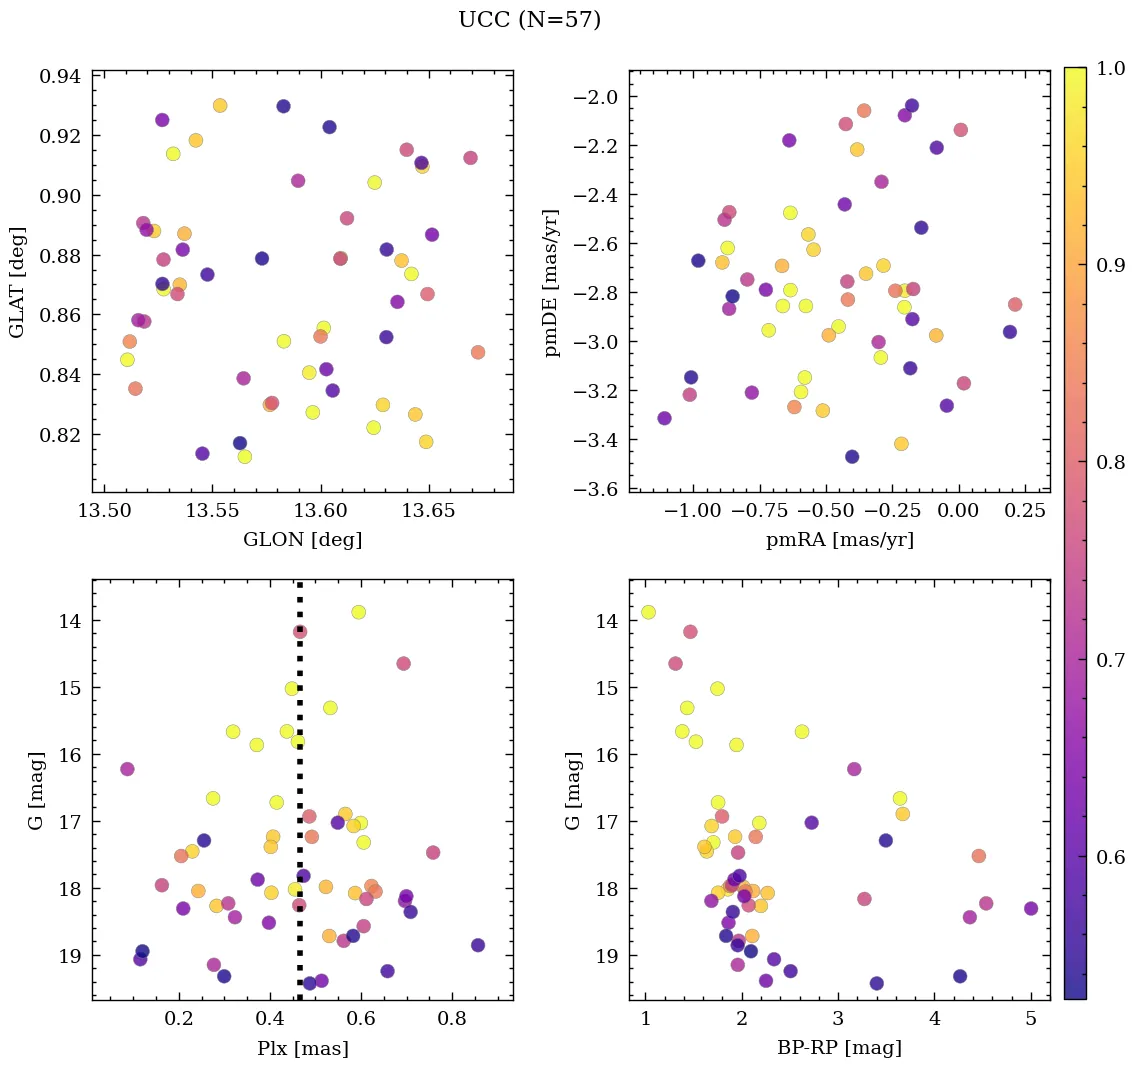 UCC (N=57)
0.94
0.92
0.90
0.88
0.86
0.84
0.82
GLAT [deg]
13.50 13.55 13.60 13.65
GLON [deg]
−2.0
−2.2
−2.4
−2.6
−2.8
−3.0
−3.2
−3.4
−3.6
pmDE [mas/yr]
−1.00 −0.75 −0.50 −0.25 0.00 0.25
pmRA [mas/yr]
1.0
0.9
0.8
0.7
0.6
14
15
16
17
18
19
G [mag]
0.2 0.4 0.6 0.8
Plx [mas]
14
15
16
17
18
19
G [mag]
1 2 3 4 5
BP-RP [mag]